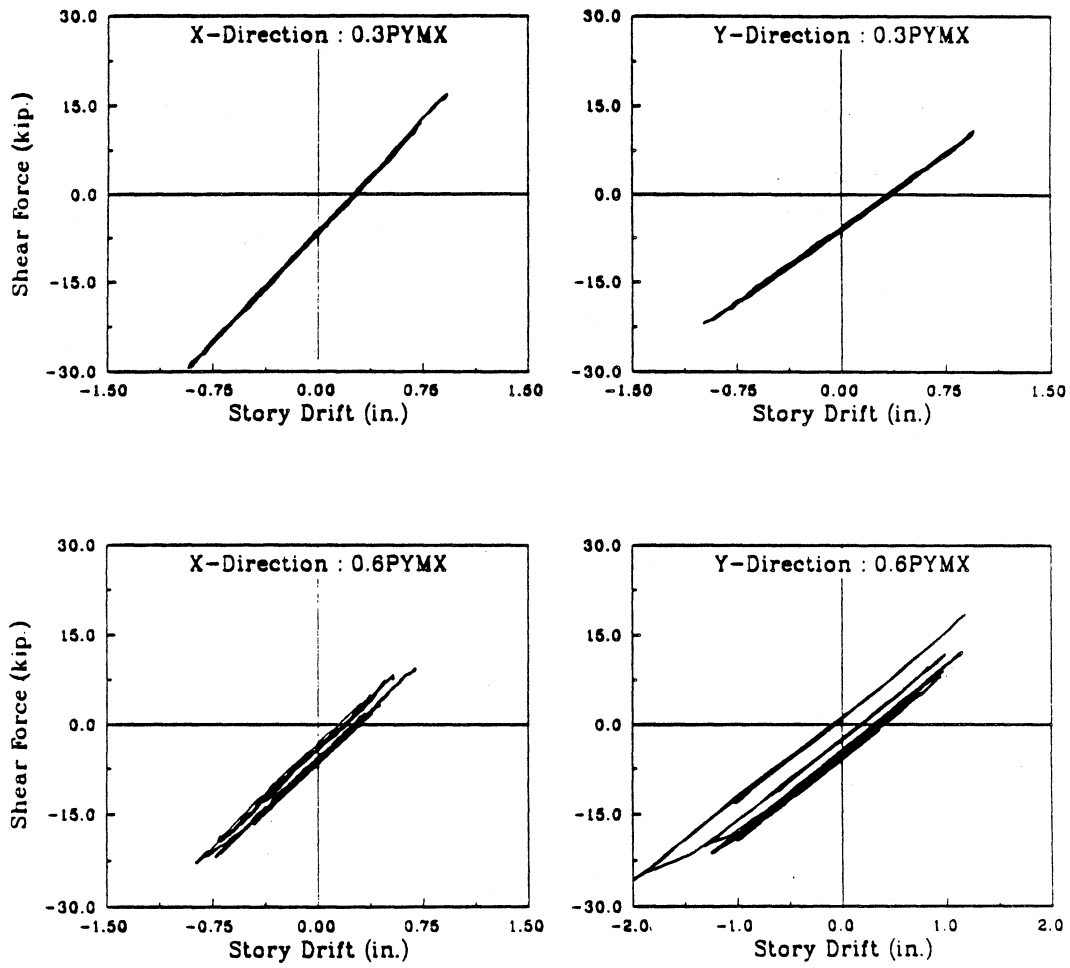 X-Direction : 0.3PYMX
30.0
15.0
0.0
-15.0
-30.0
Shear Force (kip.)
-1.50 -0.75 0.00 0.75 1.50
Story Drift (in.)
Y-Direction : 0.3PYMX
30.0
15.0
0.0
-15.0
-30.0
-1.50 -0.75 0.00 0.75 1.50
Story Drift (in.)
X-Direction : 0.6PYMX
30.0
15.0
0.0
-15.0
-30.0
Shear Force (kip.)
-1.50 -0.75 0.00 0.75 1.50
Story Drift (in.)
Y-Direction : 0.6PYMX
30.0
15.0
0.0
-15.0
-30.0
-2.0 -1.0 0.0 1.0 2.0
Story Drift (in.)